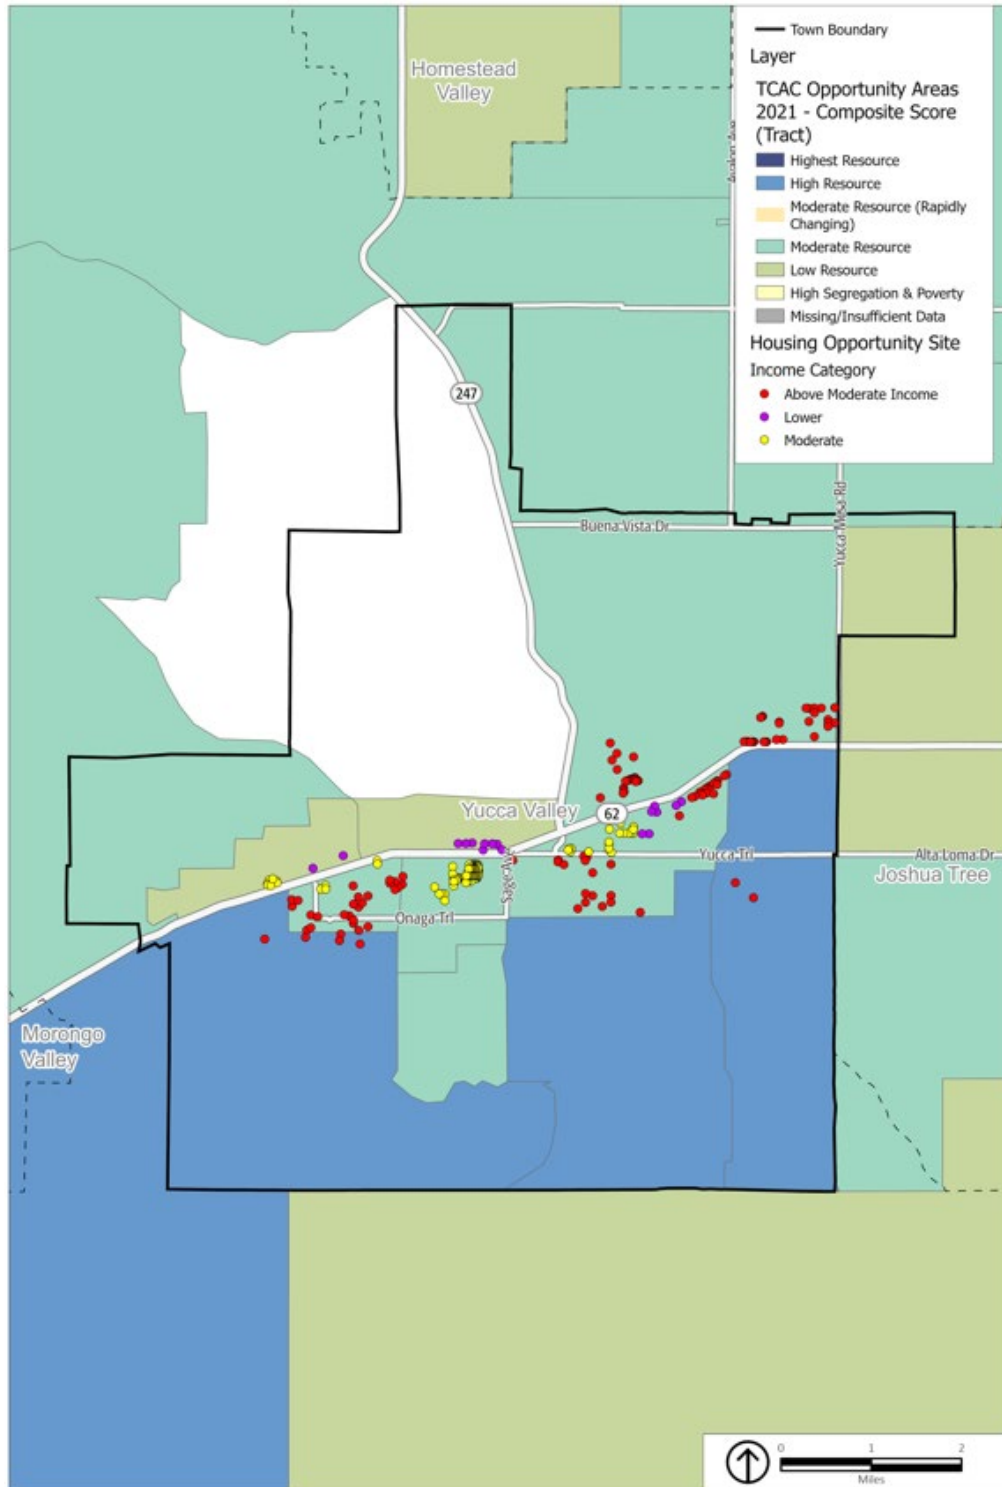 Town Boundary
Layer
TCAC Opportunity Areas
2021 - Composite Score
(Tract)
Highest Resource
High Resource
Moderate Resource (Rapidly
Changing)
Moderate Resource
Low Resource
High Segregation & Poverty
Missing/Insufficient Data
Housing Opportunity Site
Income Category
Above Moderate Income
Lower
Moderate
Homestead
Valley
Avalon Ave
247
Buena Vista Dr
Yucca Mesa Rd
Yucca Valley
62
Yucca Trl
Alta Loma Dr
Joshua Tree
Sage Ave
Onaga Trl
Morongo
Valley
0 1 2
Miles